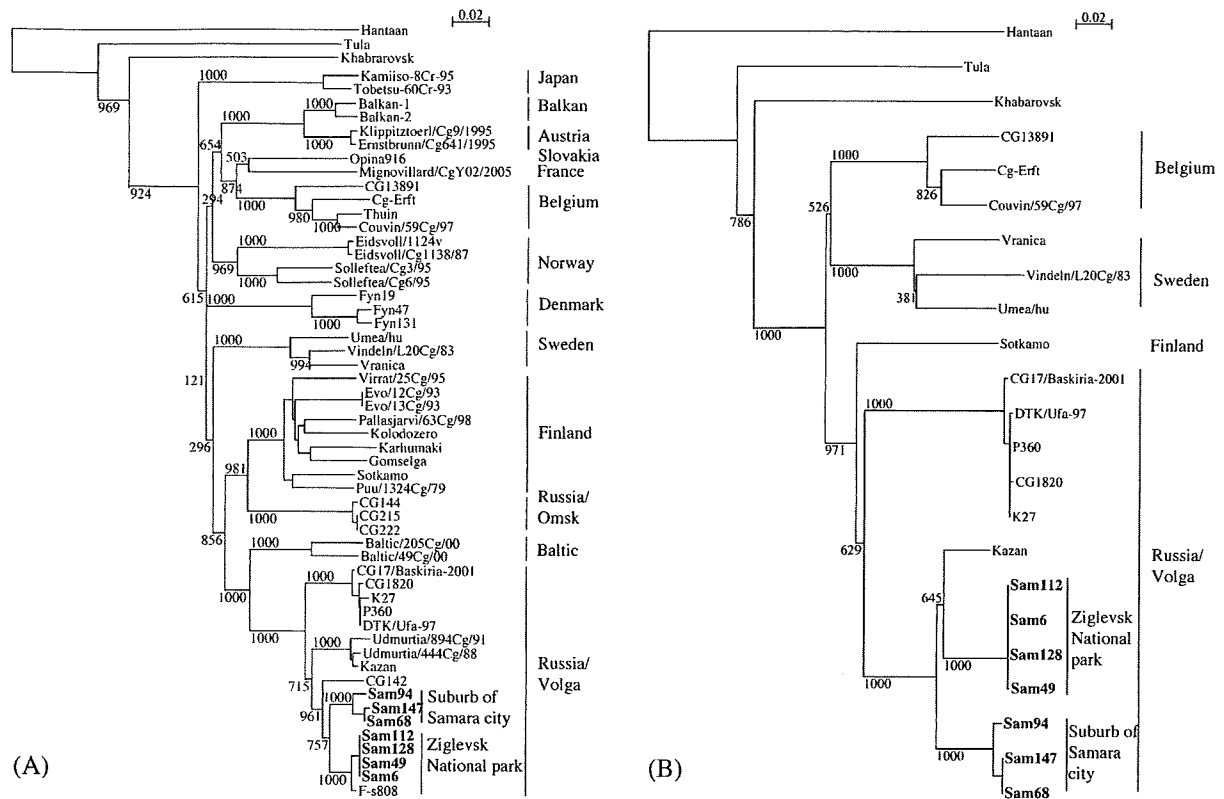 0.02
Hantaan
Tula
Khabrarovsk
969
1000
Kamiiso-8Cr-95
Tobetsu-60Cr-93
Japan
1000
1000
Balkan-1
Balkan-2
Balkan
1000
Klippitztoerl/Cg9/1995
Ernstbrunn/Cg641/1995
Austria
654
503
Opina916
Slovakia
Mignovillard/CgY02/2005
France
874
924
294
1000
CG13891
Cg-Erft
980
Thuin
1000
Couvin/59Cg/97
Belgium
1000
Eidsvoll/1124v
Eidsvoll/Cg1138/87
969
Solleftea/Cg3/95
1000
Solleftea/Cg6/95
Norway
615
1000
Fyn19
Fyn47
1000
Fyn131
Denmark
1000
Umea/hu
Vindeln/L20Cg/83
994
Vranica
Sweden
121
Virrat/25Cg/95
Evo/12Cg/93
Evo/13Cg/93
Pallasjarvi/63Cg/98
1000
Kolodozero
Karhumaki
Gomselga
Finland
296
981
Sotkamo
Puu/1324Cg/79
CG144
1000
CG215
CG222
Russia/
Omsk
856
1000
Baltic/205Cg/00
Baltic/49Cg/00
Baltic
1000
CG17/Baskiria-2001
1000
CG1820
K27
P360
DTK/Ufa-97
1000
1000
Udmurtia/894Cg/91
Udmurtia/444Cg/88
Kazan
Russia/
Volga
715
CG142
1000
Sam94
961
Sam147
Sam68
Suburb of
Samara city
757
Sam112
Sam128
Sam49
1000
Sam6
F-s808
Ziglevsk
National park
(A)
0.02
Hantaan
Tula
Khabarovsk
786
1000
CG13891
Cg-Erft
826
Couvin/59Cg/97
Belgium
526
1000
Vranica
Vindeln/L20Cg/83
381
Umea/hu
Sweden
1000
Sotkamo
Finland
971
1000
CG17/Baskiria-2001
DTK/Ufa-97
P360
CG1820
K27
629
Kazan
Russia/
Volga
645
Sam112
Sam6
Sam128
1000
Sam49
Ziglevsk
National
park
1000
Sam94
1000
Sam147
Sam68
Suburb of
Samara
city
(B)